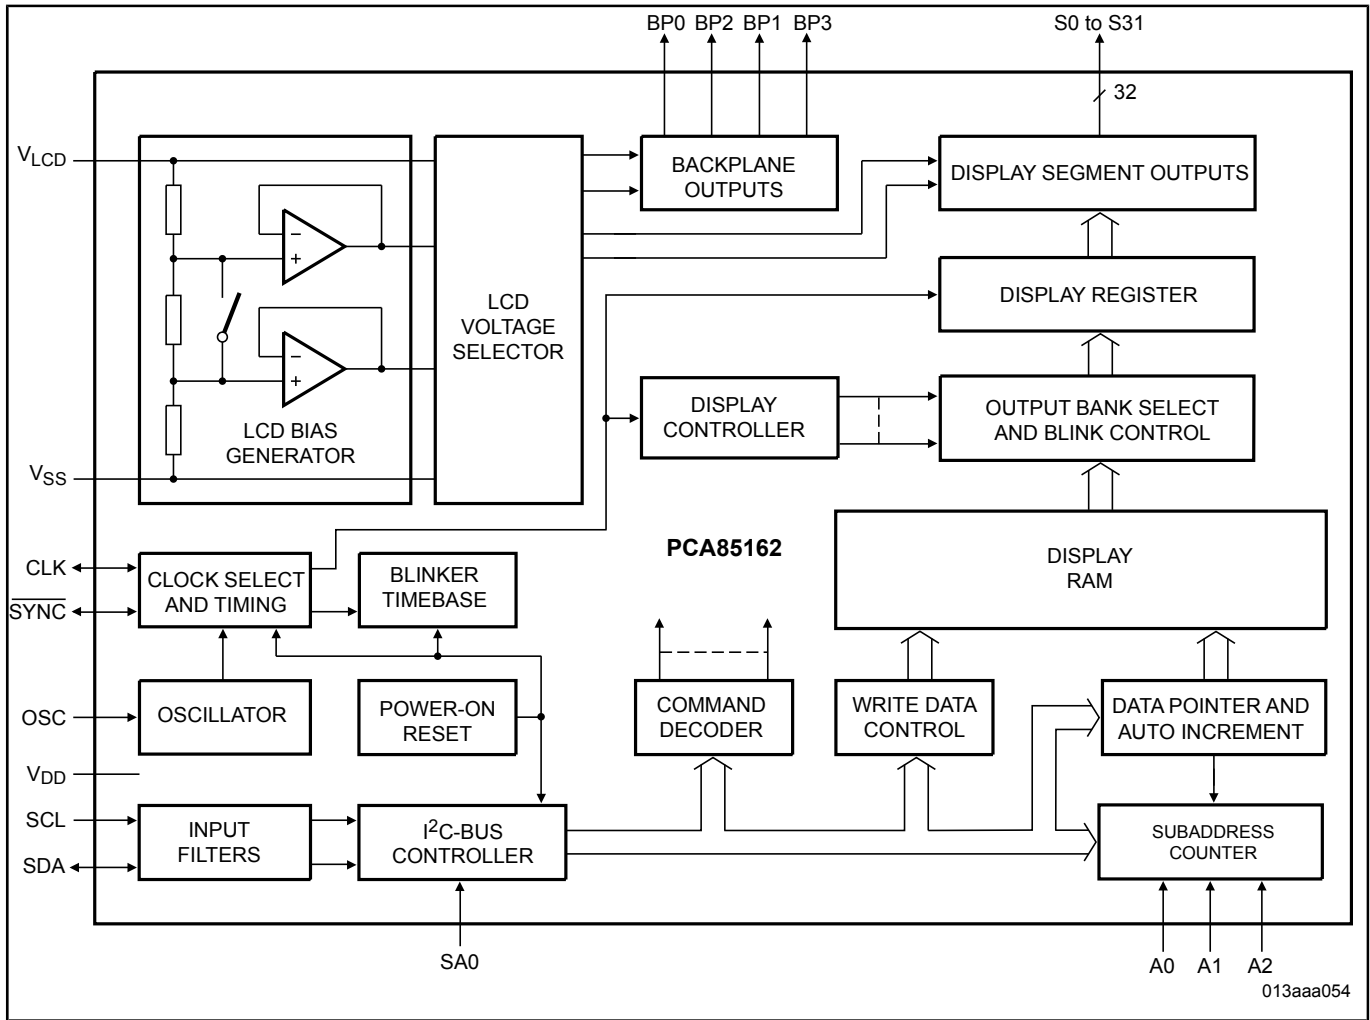 BP0 BP2 BP1 BP3
S0 to S31
32
VLCD
BACKPLANE
OUTPUTS
DISPLAY SEGMENT OUTPUTS
−
+
LCD
VOLTAGE
SELECTOR
DISPLAY REGISTER
−
+
LCD BIAS
GENERATOR
DISPLAY
CONTROLLER
OUTPUT BANK SELECT
AND BLINK CONTROL
VSS
CLK
SYNC
CLOCK SELECT
AND TIMING
BLINKER
TIMEBASE
PCA85162
DISPLAY
RAM
OSC
OSCILLATOR
POWER-ON
RESET
COMMAND
DECODER
WRITE DATA
CONTROL
DATA POINTER AND
AUTO INCREMENT
VDD
SCL
SDA
INPUT
FILTERS
I2C-BUS
CONTROLLER
SUBADDRESS
COUNTER
SA0
A0 A1 A2
013aaa054